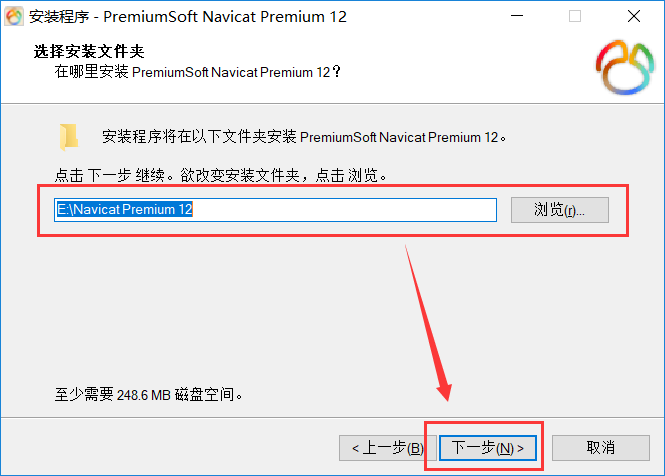 安装程序 - PremiumSoft Navicat Premium 12
选择安装文件夹
在哪里安装 PremiumSoft Navicat Premium 12?
安装程序将在以下文件夹安装 PremiumSoft Navicat Premium 12。
点击 下一步 继续。欲改变安装文件夹，点击 浏览。
E:\Navicat Premium 12
浏览(r)...
至少需要 248.6 MB 磁盘空间。
< 上一步(B)
下一步(N) >
取消